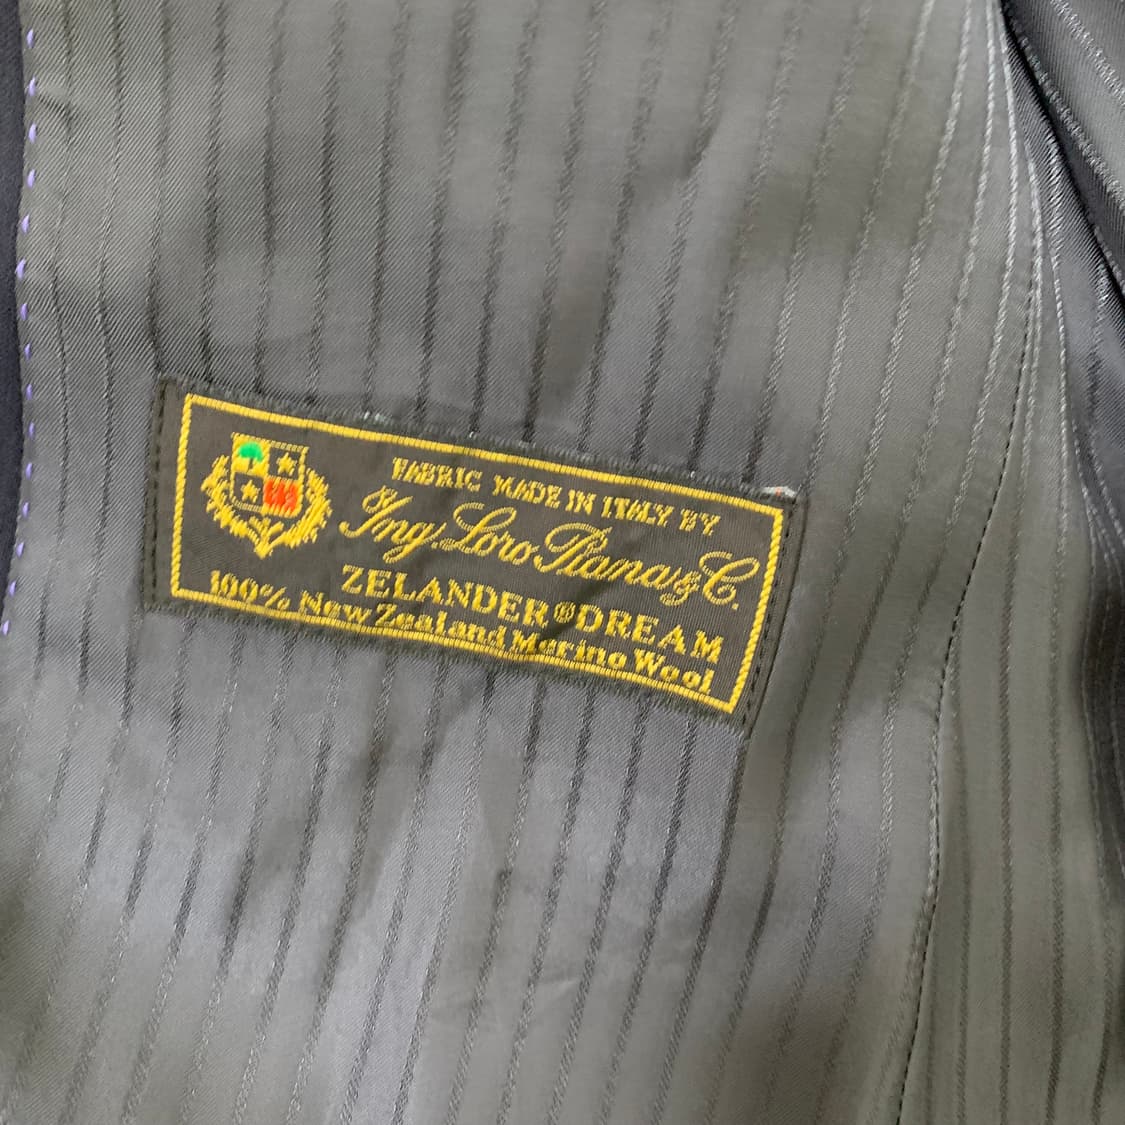 FABRIC MADE IN ITALY BY
Ing. Loro Piana & C.
ZELANDER®DREAM
100% New Zealand Merino Wool